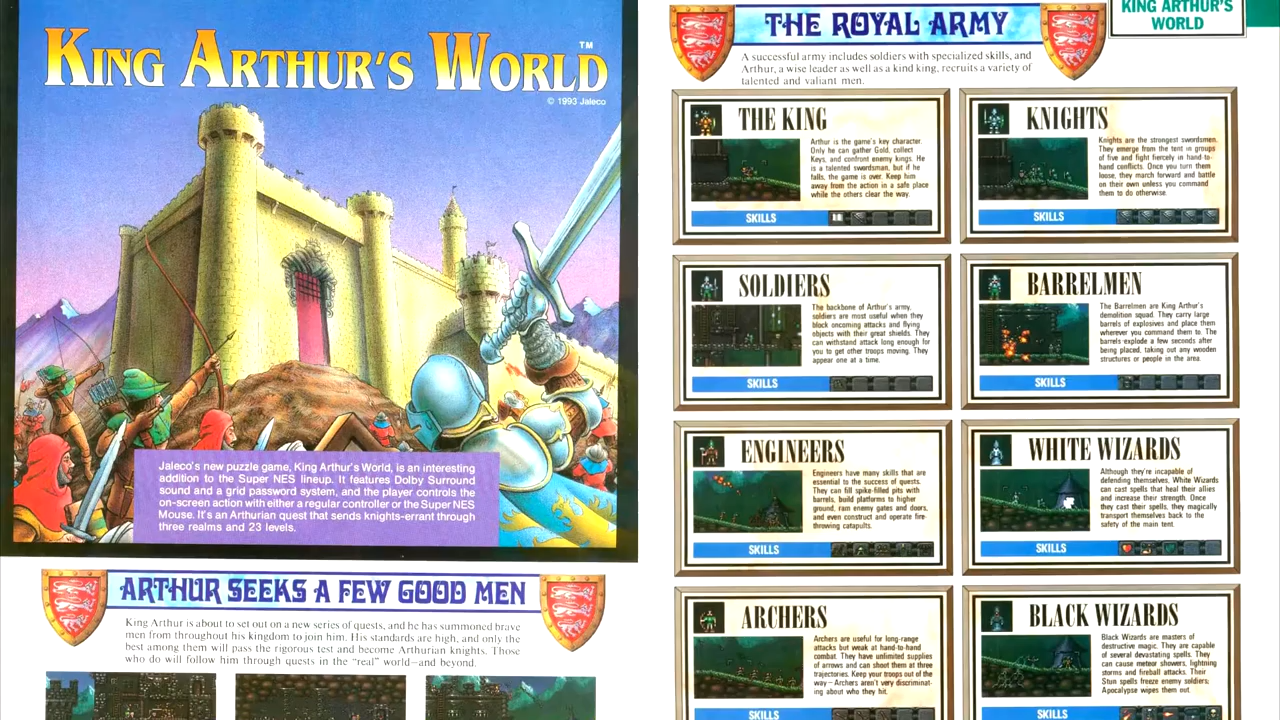 KING ARTHUR'S WORLD™
© 1993 Jaleco
Jaleco's new puzzle game, King Arthur's World, is an interesting
addition to the Super NES lineup. It features Dolby Surround
sound and a grid password system, and the player controls the
on-screen action with either a regular controller or the Super NES
Mouse. It's an Arthurian quest that sends knights-errant through
three realms and 23 levels.
ARTHUR SEEKS A FEW GOOD MEN
King Arthur is about to set out on a new series of quests, and he has summoned brave
men from throughout his kingdom to join him. His standards are high, and only the
best among them will pass the rigorous test and become Arthurian knights. Those
who do will follow him through quests in the "real" world—and beyond.
KING ARTHUR'S
WORLD
THE ROYAL ARMY
A successful army includes soldiers with specialized skills, and
Arthur, a wise leader as well as a kind king, recruits a variety of
talented and valiant men.
THE KING
Arthur is the game's key character.
Only he can gather Gold, collect
Keys, and confront enemy kings. He
is a talented swordsman, but if he
falls, the game is over. Keep him
away from the action in a safe place
while the others clear the way.
SKILLS
KNIGHTS
Knights are the strongest swordsmen.
They emerge from the tent in groups
of five and fight fiercely in hand-to-
hand conflicts. Once you turn them
loose, they march forward and battle
on their own unless you command
them to do otherwise.
SKILLS
SOLDIERS
The backbone of Arthur's army,
soldiers are most useful when they
block oncoming attacks and flying
objects with their great shields. They
can withstand attack long enough for
you to get other troops moving. They
appear one at a time.
SKILLS
BARRELMEN
The Barrelmen are King Arthur's
demolition squad. They carry large
barrels of explosives and place them
wherever you command them to. The
barrels explode a few seconds after
being placed, taking out any wooden
structures or people in the area.
SKILLS
ENGINEERS
Engineers have many skills that are
essential to the success of quests.
They can fill spike-filled pits with
barrels, build platforms to higher
ground, ram enemy gates and doors,
and even construct and operate fire-
throwing catapults.
SKILLS
WHITE WIZARDS
Although they're incapable of
defending themselves, White Wizards
can cast spells that heal their allies
and increase their strength. Once
they cast their spells, they magically
transport themselves back to the
safety of the main tent.
SKILLS
ARCHERS
Archers are useful for long-range
attacks but weak at hand-to-hand
combat. They have unlimited supplies
of arrows and can shoot them at three
trajectories. Keep your troops out of the
way—Archers aren't very discriminat-
ing about who they hit.
SKILLS
BLACK WIZARDS
Black Wizards are masters of
destructive magic. They are capable
of several devastating spells. They
can cause meteor showers, lightning
storms and fireball attacks. Their
Stun spells freeze enemy soldiers;
Apocalypse wipes them out.
SKILLS